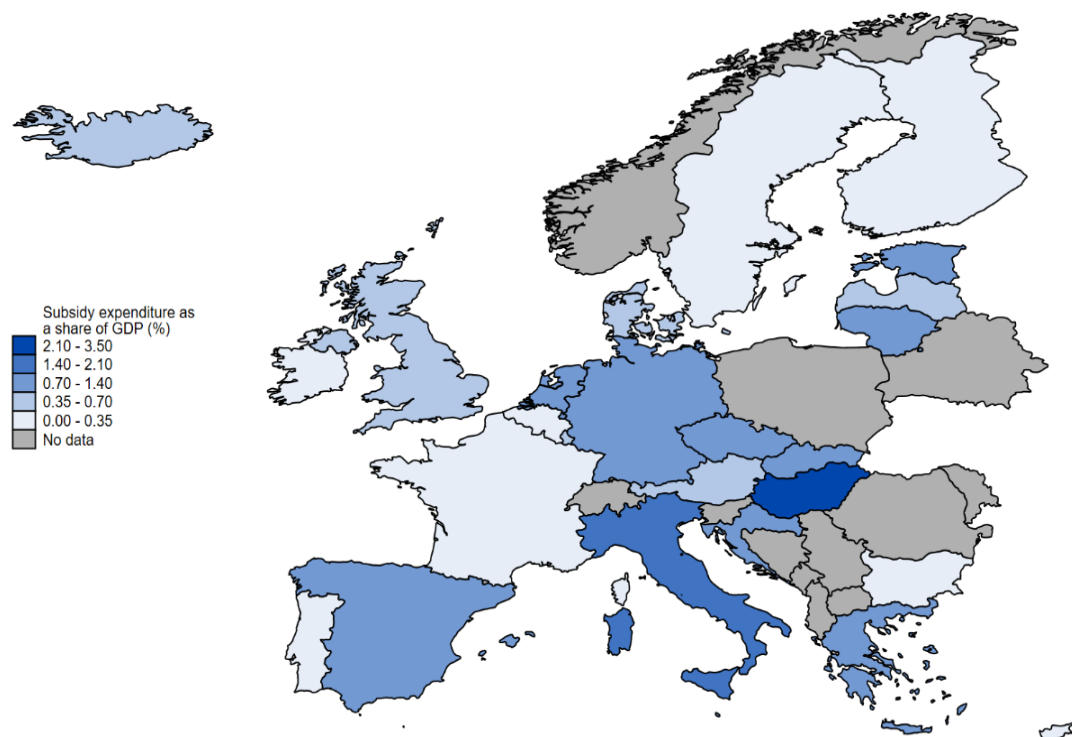 Subsidy expenditure as
a share of GDP (%)
2.10 - 3.50
1.40 - 2.10
0.70 - 1.40
0.35 - 0.70
0.00 - 0.35
No data